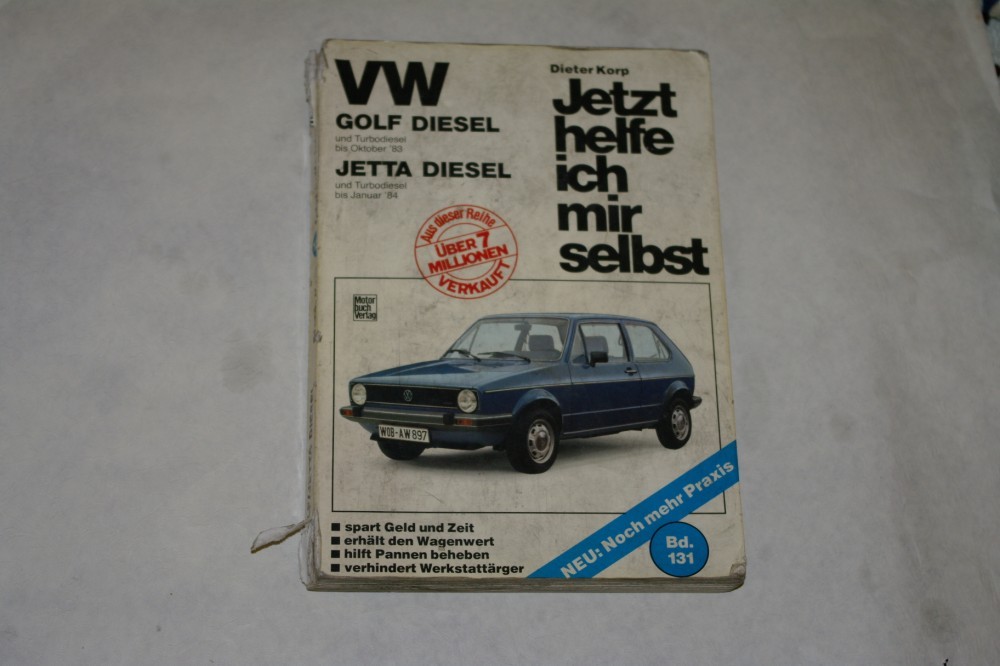 VW
GOLF DIESEL
und Turbodiesel
bis Oktober '83
JETTA DIESEL
und Turbodiesel
bis Januar '84
Dieter Korp
Jetzt
helfe
ich
mir
selbst
Aus dieser Reihe
ÜBER 7
MILLIONEN
VERKAUFT
Motor
buch
Verlag
WOB-AW 897
spart Geld und Zeit
erhält den Wagenwert
hilft Pannen beheben
verhindert Werkstattärger
NEU: Noch mehr Praxis
Bd.
131